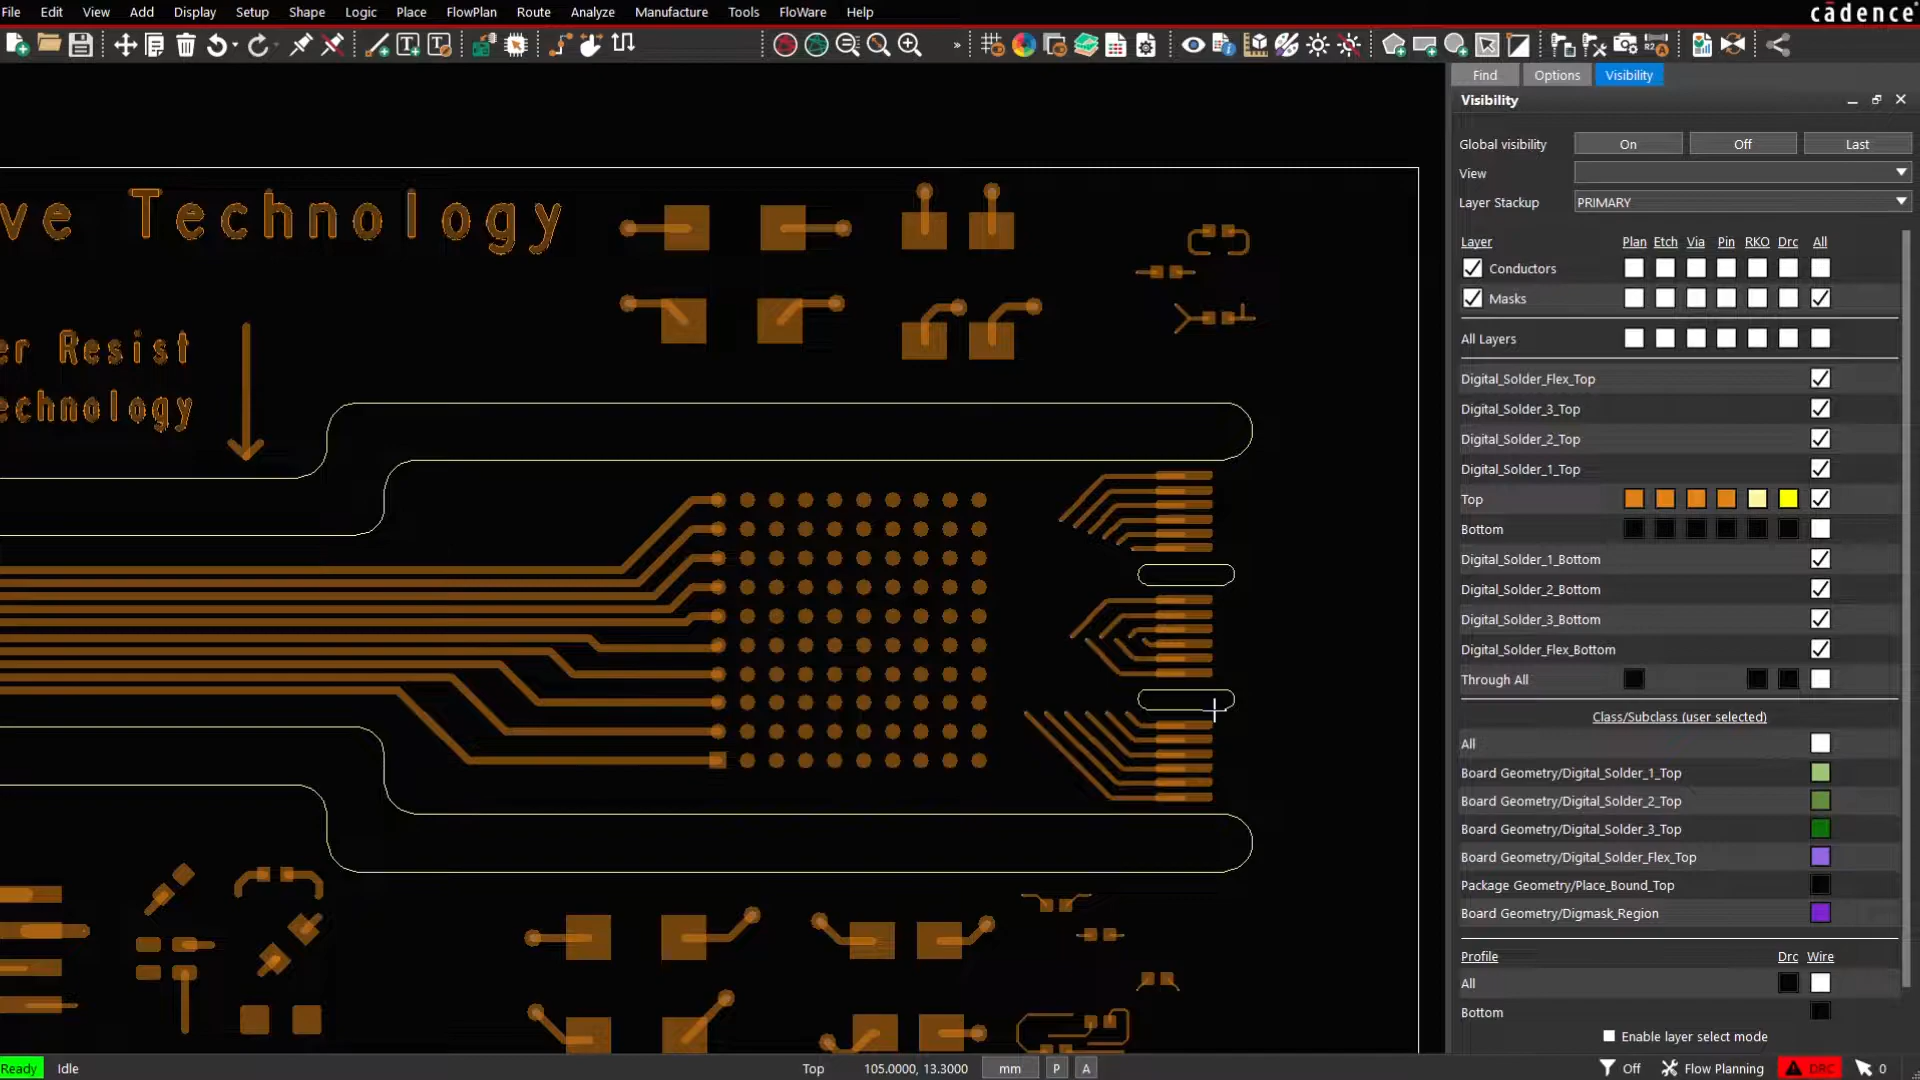 File Edit View Add Display Setup Shape Logic Place FlowPlan Route Analyze Manufacture Tools FloWare Help
cādence
Find Options Visibility
Visibility
Global visibility On Off Last
View
Layer Stackup PRIMARY
Layer Plan Etch Via Pin RKO Drc All
Conductors
Masks
All Layers
Digital_Solder_Flex_Top
Digital_Solder_3_Top
Digital_Solder_2_Top
Digital_Solder_1_Top
Top
Bottom
Digital_Solder_1_Bottom
Digital_Solder_2_Bottom
Digital_Solder_3_Bottom
Digital_Solder_Flex_Bottom
Through All
Class/Subclass (user selected)
All
Board Geometry/Digital_Solder_1_Top
Board Geometry/Digital_Solder_2_Top
Board Geometry/Digital_Solder_3_Top
Board Geometry/Digital_Solder_Flex_Top
Package Geometry/Place_Bound_Top
Board Geometry/Digmask_Region
Profile Drc Wire
All
Bottom
Enable layer select mode
ve Technology
er Resist
echnology
Ready Idle Top 105.0000, 13.3000 mm P A Off Flow Planning DRC 0